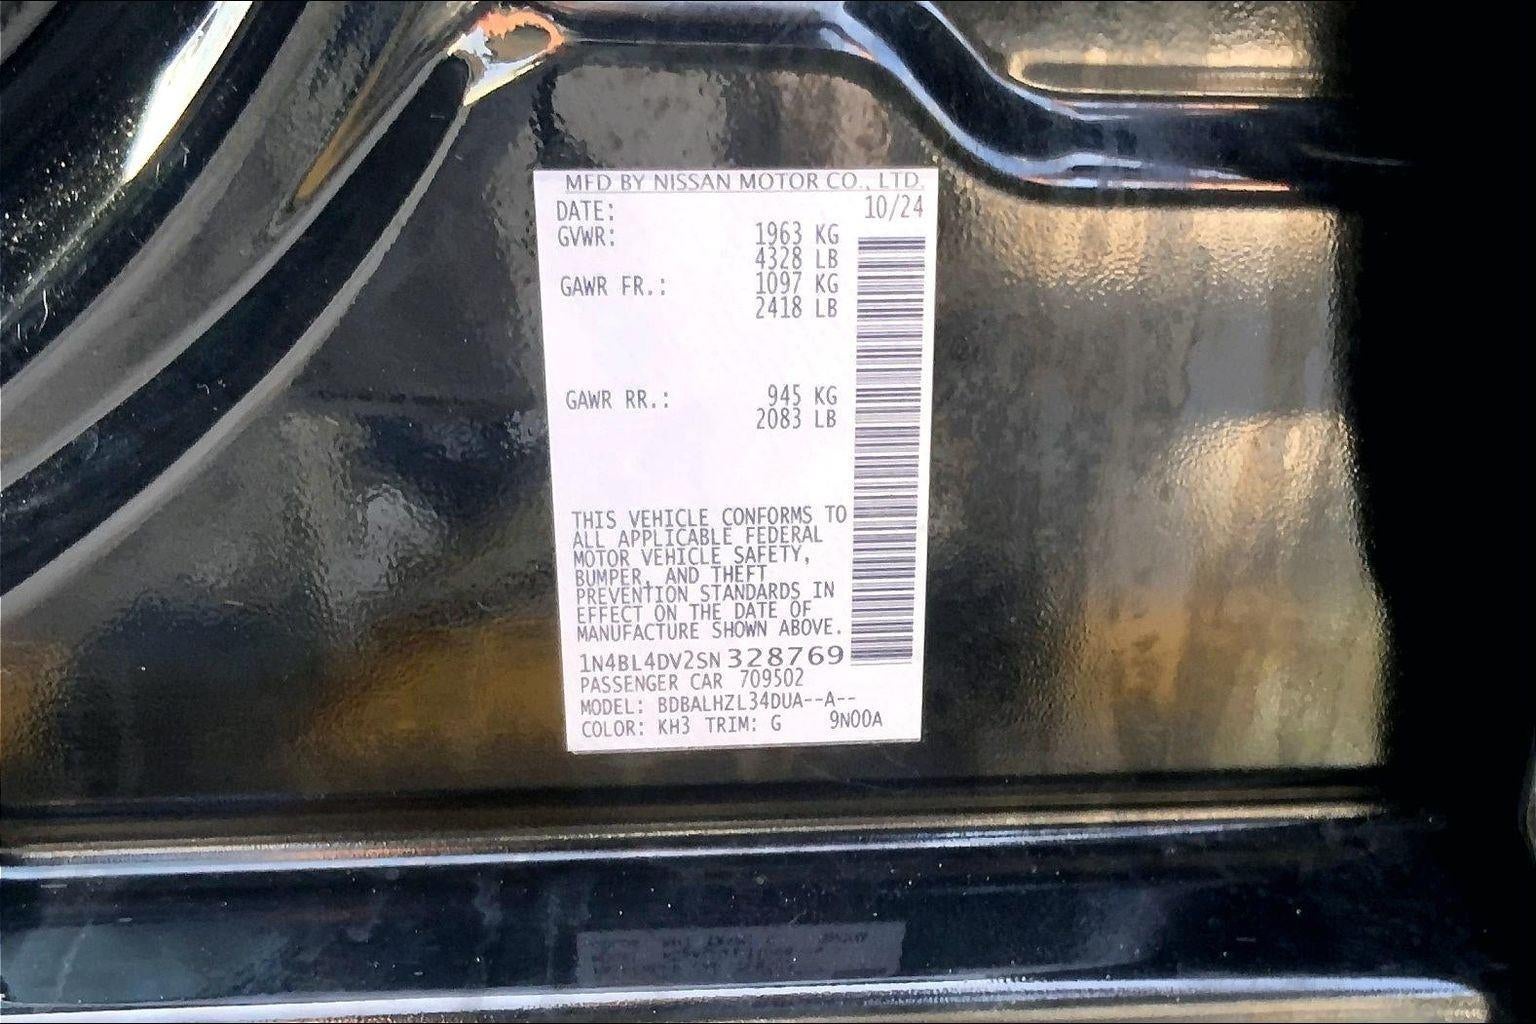 MFD BY NISSAN MOTOR CO., LTD.
DATE: 10/24
GVWR: 1963 KG
4328 LB
GAWR FR.: 1097 KG
2418 LB
GAWR RR.: 945 KG
2083 LB
THIS VEHICLE CONFORMS TO
ALL APPLICABLE FEDERAL
MOTOR VEHICLE SAFETY,
BUMPER, AND THEFT
PREVENTION STANDARDS IN
EFFECT ON THE DATE OF
MANUFACTURE SHOWN ABOVE.
1N4BL4DV2SN328769
PASSENGER CAR 709502
MODEL: BDBALHZL34DUA--A--
COLOR: KH3 TRIM: G 9N00A